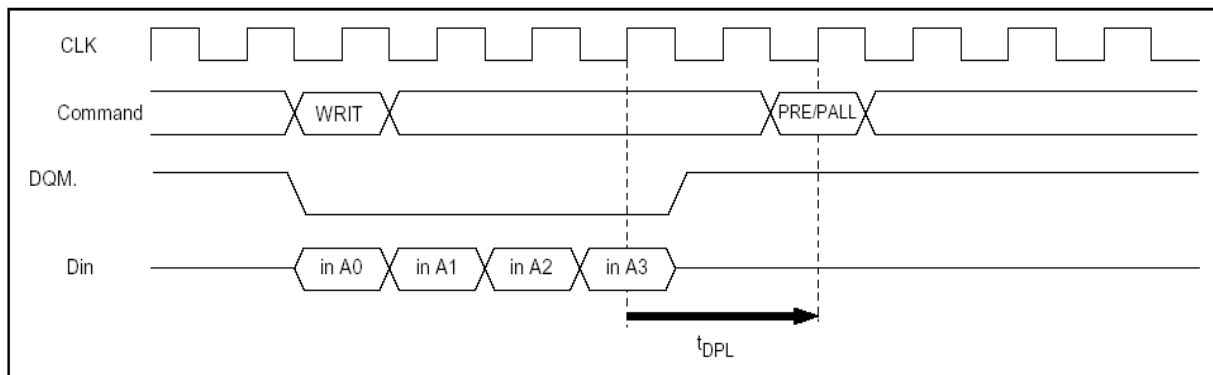 CLK
Command WRIT PRE/PALL
DQM.
Din in A0 in A1 in A2 in A3
tDPL